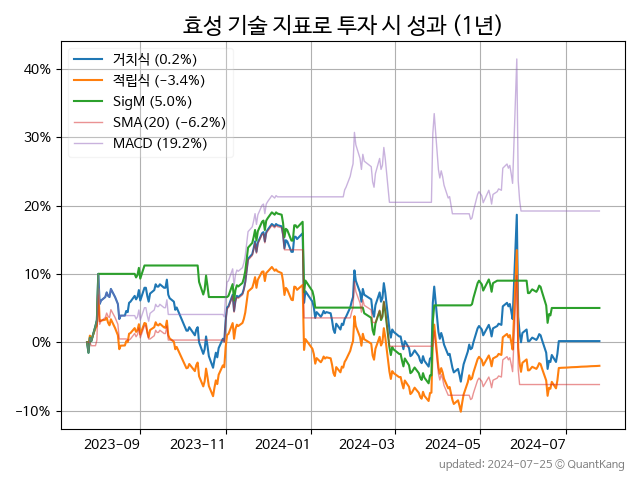 효성 기술 지표로 투자 시 성과 (1년)
거치식 (0.2%)
적립식 (−3.4%)
SigM (5.0%)
SMA(20) (−6.2%)
MACD (19.2%)
40%
30%
20%
10%
0%
−10%
2023-09
2023-11
2024-01
2024-03
2024-05
2024-07
updated: 2024-07-25 © QuantKang